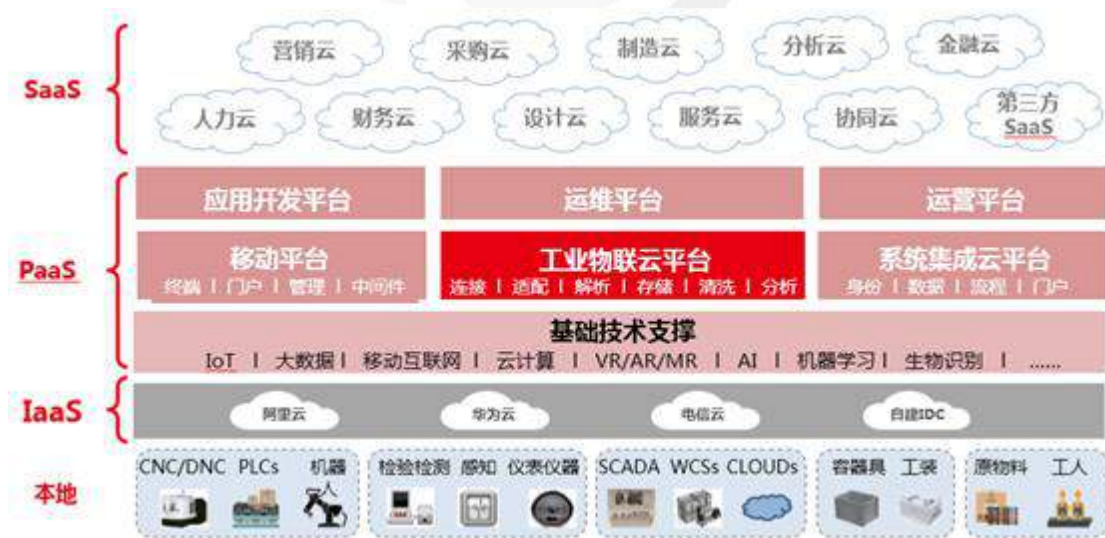 SaaS
营销云 采购云 制造云 分析云 金融云
人力云 财务云 设计云 服务云 协同云 第三方
SaaS
PaaS
应用开发平台 运维平台 运营平台
移动平台 工业物联云平台 系统集成云平台
终端 | 门户 | 管理 | 中间件 连接 | 适配 | 解析 | 存储 | 清洗 | 分析 身份 | 数据 | 流程 | 门户
基础技术支撑
IoT | 大数据 | 移动互联网 | 云计算 | VR/AR/MR | AI | 机器学习 | 生物识别 | ......
IaaS
阿里云 华为云 电信云 自建IDC
本地
CNC/DNC PLCs 机器 检验检测 感知 仪表仪器 SCADA WCSs CLOUDs 容器具 工装 原物料 工人
人